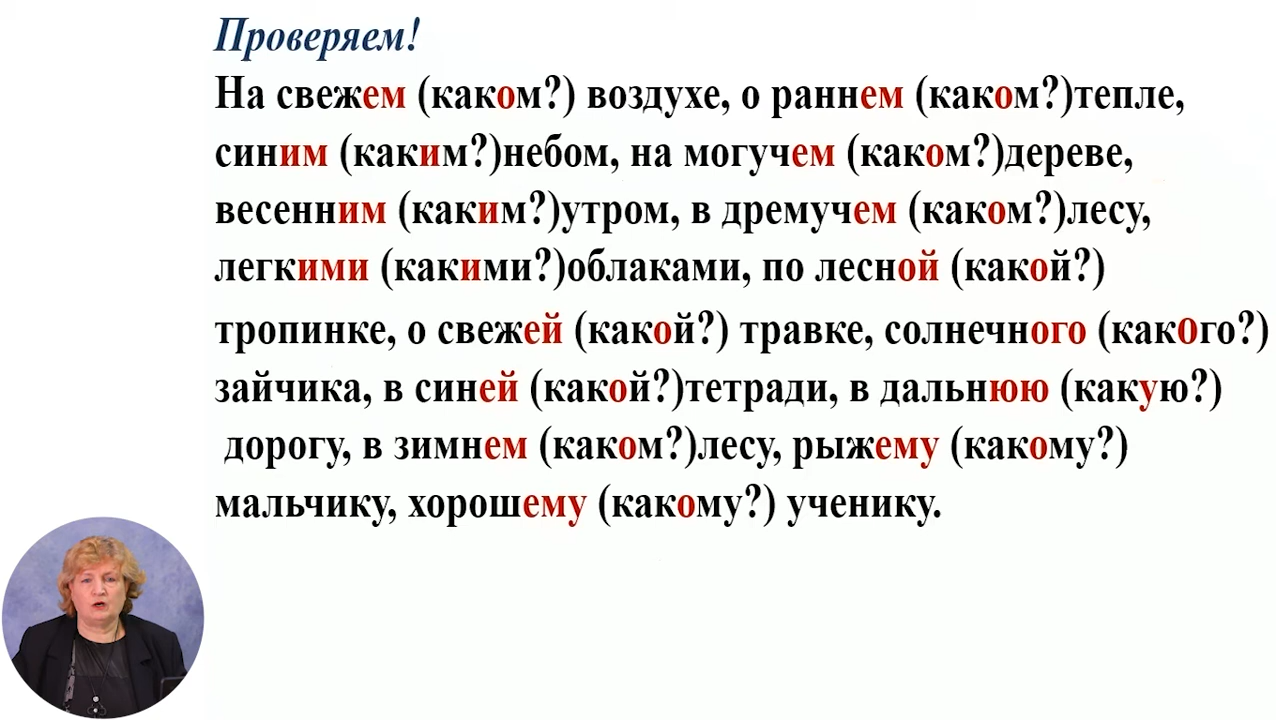 Проверяем!
На свежем (каком?) воздухе, о раннем (каком?)тепле,
синим (каким?)небом, на могучем (каком?)дереве,
весенним (каким?)утром, в дремучем (каком?)лесу,
легкими (какими?)облаками, по лесной (какой?)
тропинке, о свежей (какой?) травке, солнечного (какого?)
зайчика, в синей (какой?)тетради, в дальнюю (какую?)
дорогу, в зимнем (каком?)лесу, рыжему (какому?)
мальчику, хорошему (какому?) ученику.